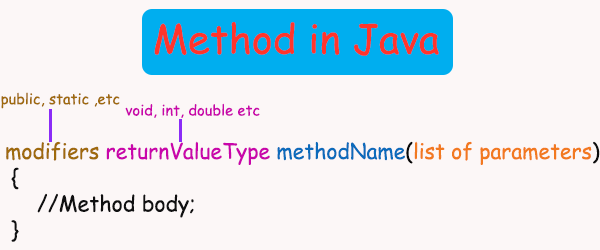 Method in Java
public, static ,etc
void, int, double etc
modifiers returnValueType methodName(list of parameters)
{
//Method body;
}